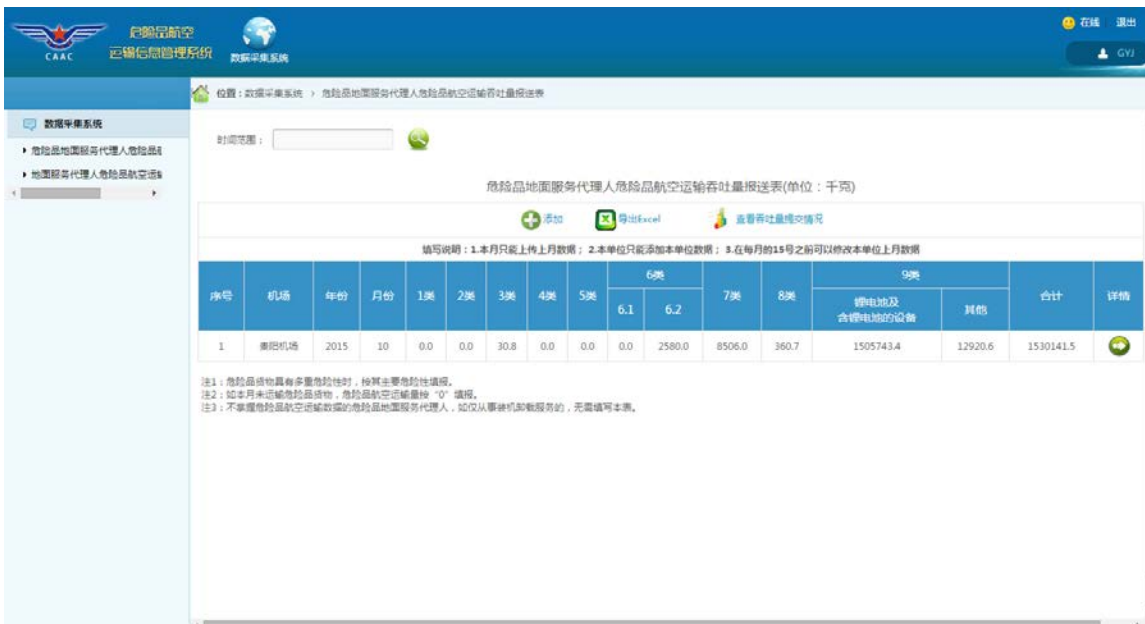 危险品航空
运输信息管理系统
CAAC
数据采集系统
在线 退出
GYJ
位置：数据采集系统 › 危险品地面服务代理人危险品航空运输吞吐量报送表
数据采集系统
危险品地面服务代理人危险品
地面服务代理人危险品航空运输
时间范围：
危险品地面服务代理人危险品航空运输吞吐量报送表(单位：千克)
添加 导出Excel 查看吞吐量提交情况
填写说明：1.本月只能上传上月数据； 2.本单位只能添加本单位数据； 3.在每月的15号之前可以修改本单位上月数据
序号 机场 年份 月份 1类 2类 3类 4类 5类 6类 7类 8类 9类 合计 详情
6.1 6.2 锂电池及 其他
含锂电池的设备
1 机场 2015 10 0.0 0.0 30.8 0.0 0.0 0.0 2580.0 8506.0 360.7 1505743.4 12920.6 1530141.5
注1：危险品货物具有多重危险性时，按其主要危险性填报。
注2：如本月未运输危险品货物，危险品航空运输量按“0”填报。
注3：不掌握危险品航空运输数据的危险品地面服务代理人，如仅从事装机卸载服务的，无需填写本表。